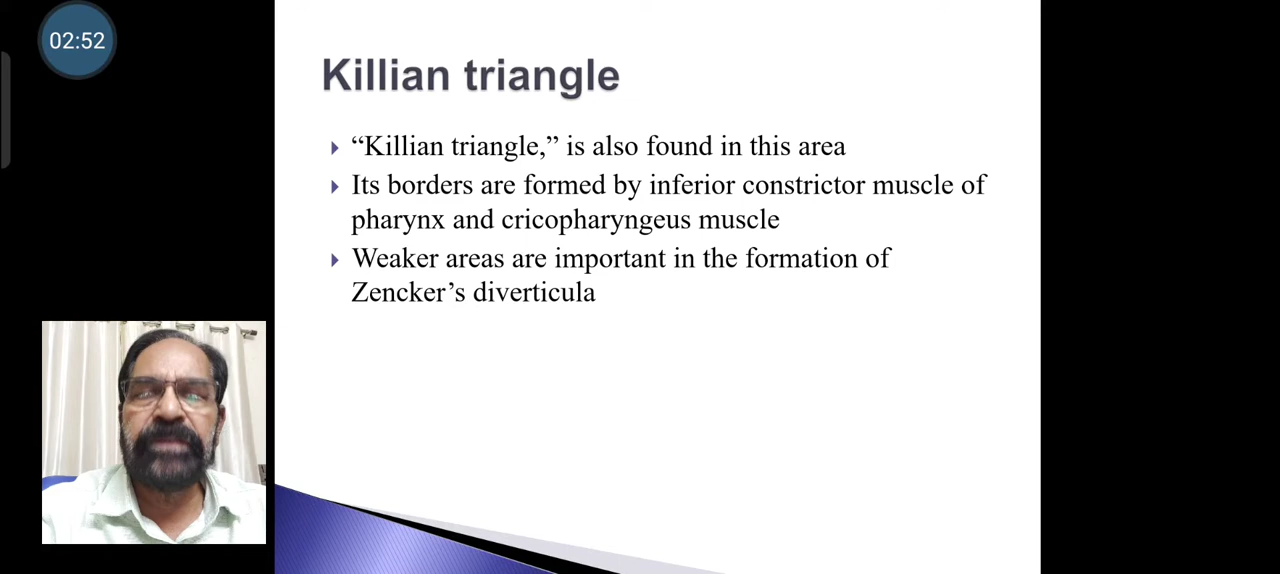 02:52
Killian triangle
“Killian triangle,” is also found in this area
Its borders are formed by inferior constrictor muscle of
pharynx and cricopharyngeus muscle
Weaker areas are important in the formation of
Zencker’s diverticula